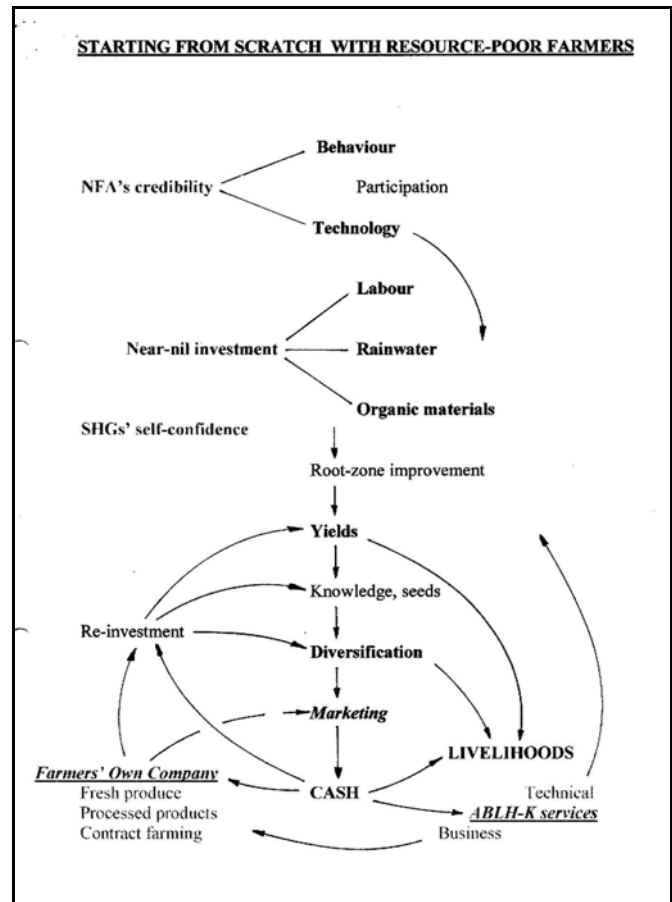 STARTING FROM SCRATCH WITH RESOURCE-POOR FARMERS
Behaviour
NFA's credibility
Participation
Technology
Labour
Near-nil investment
Rainwater
Organic materials
SHGs' self-confidence
Root-zone improvement
Yields
Knowledge, seeds
Re-investment
Diversification
Marketing
LIVELIHOODS
Farmers' Own Company
CASH
Technical
Fresh produce
ABLH-K services
Processed products
Contract farming
Business